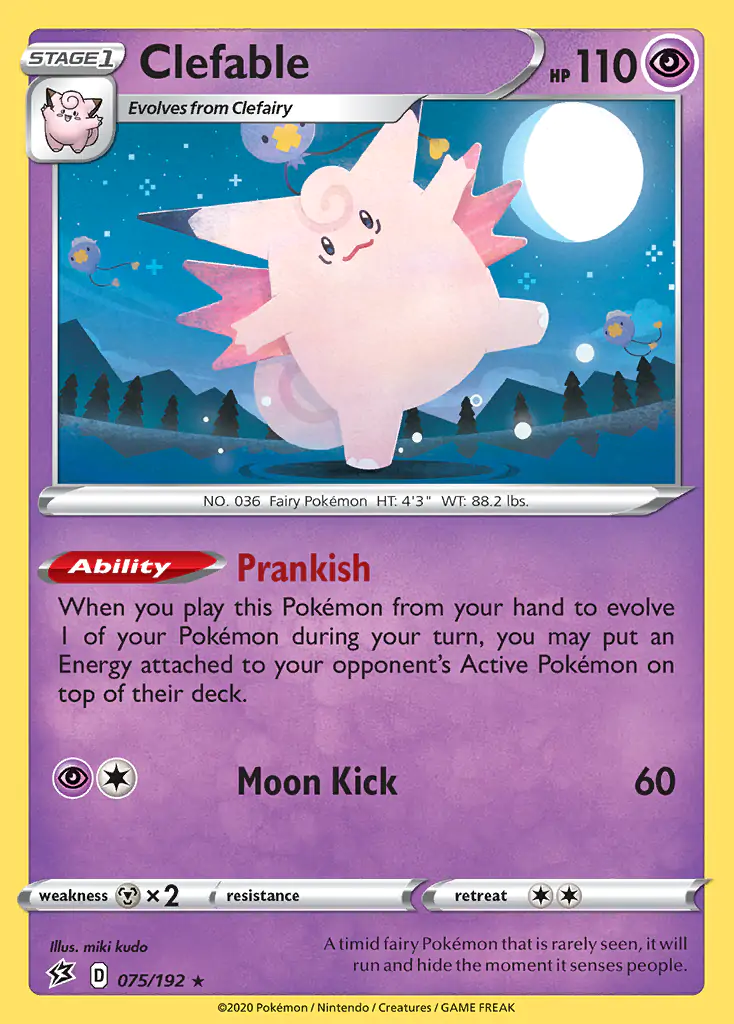 STAGE 1 Clefable HP 110
Evolves from Clefairy
NO. 036 Fairy Pokémon HT: 4'3" WT: 88.2 lbs.
Ability Prankish
When you play this Pokémon from your hand to evolve
1 of your Pokémon during your turn, you may put an
Energy attached to your opponent's Active Pokémon on
top of their deck.
Moon Kick 60
weakness ×2 resistance retreat
Illus. miki kudo
A timid fairy Pokémon that is rarely seen, it will
run and hide the moment it senses people.
D 075/192 ★
©2020 Pokémon / Nintendo / Creatures / GAME FREAK